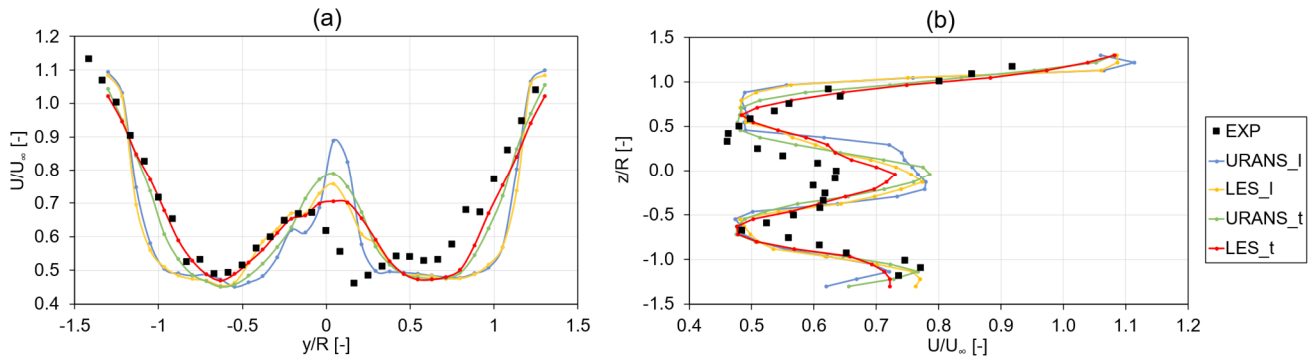 (a)
1.2
1.1
1.0
0.9
0.8
0.7
0.6
0.5
0.4
U/U∞ [-]
-1.5 -1 -0.5 0 0.5 1 1.5
y/R [-]
(b)
1.5
1.0
0.5
0.0
-0.5
-1.0
-1.5
z/R [-]
0.4 0.5 0.6 0.7 0.8 0.9 1.0 1.1 1.2
U/U∞ [-]
EXP
URANS_l
LES_l
URANS_t
LES_t